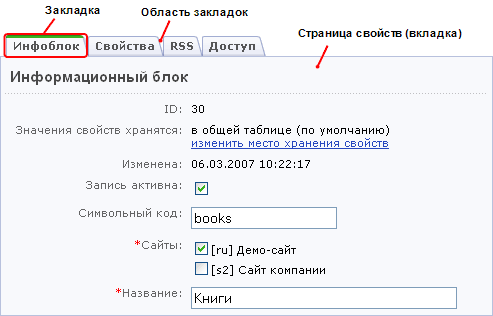 Закладка
Область закладок
Страница свойств (вкладка)
Инфоблок Свойства RSS Доступ
Информационный блок
ID: 30
Значения свойств хранятся: в общей таблице (по умолчанию)
изменить место хранения свойств
Изменена: 06.03.2007 10:22:17
Запись активна:
Символьный код: books
*Сайты: [ru] Демо-сайт
[s2] Сайт компании
*Название: Книги